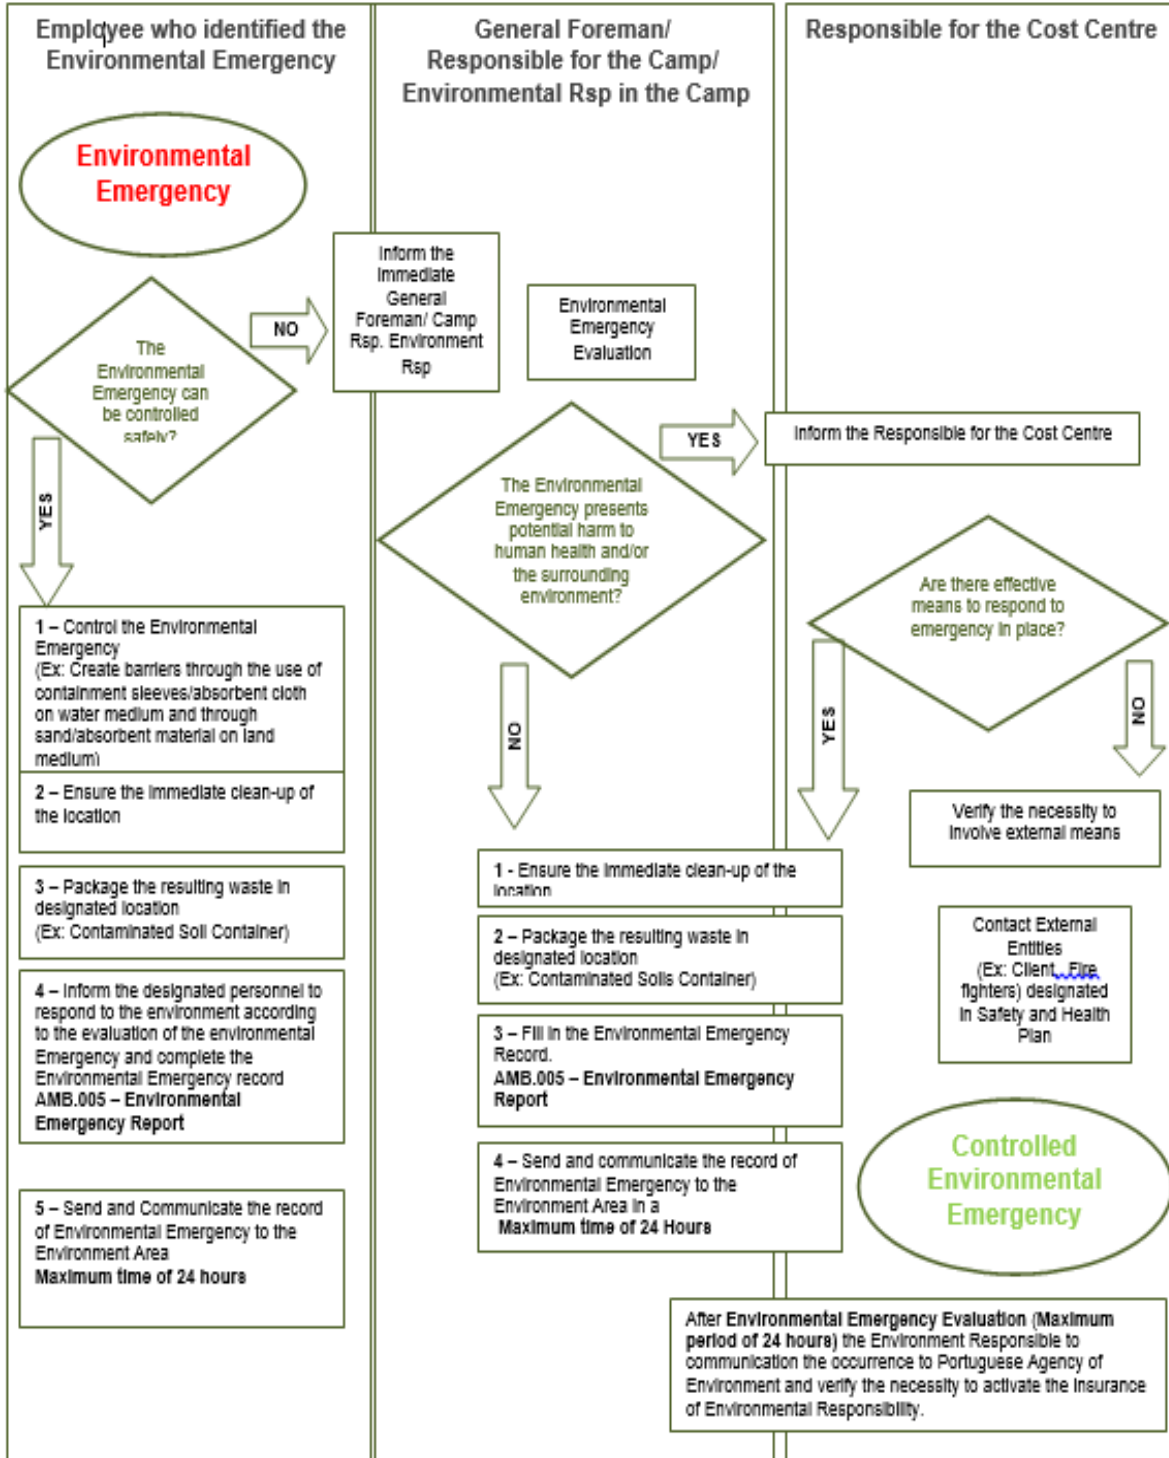 Employee who identified the
Environmental Emergency
General Foreman/
Responsible for the Camp/
Environmental Rsp in the Camp
Responsible for the Cost Centre
Environmental
Emergency
The
Environmental
Emergency can
be controlled
safely?
NO
YES
Inform the
Immediate
General
Foreman/ Camp
Rsp. Environment
Rsp
Environmental
Emergency
Evaluation
The Environmental
Emergency presents
potential harm to
human health and/or
the surrounding
environment?
YES
NO
Inform the Responsible for the Cost Centre
Are there effective
means to respond to
emergency in place?
YES
NO
1 – Control the Environmental
Emergency
(Ex: Create barriers through the use of
containment sleeves/absorbent cloth
on water medium and through
sand/absorbent material on land
medium)
2 – Ensure the immediate clean-up of
the location
3 – Package the resulting waste in
designated location
(Ex: Contaminated Soil Container)
4 – Inform the designated personnel to
respond to the environment according
to the evaluation of the environmental
Emergency and complete the
Environmental Emergency record
AMB.005 – Environmental
Emergency Report
5 – Send and Communicate the record
of Environmental Emergency to the
Environment Area
Maximum time of 24 hours
1 - Ensure the immediate clean-up of the
location
2 – Package the resulting waste in
designated location
(Ex: Contaminated Soils Container)
3 – Fill in the Environmental Emergency
Record.
AMB.005 – Environmental Emergency
Report
4 – Send and communicate the record of
Environmental Emergency to the
Environment Area in a
Maximum time of 24 Hours
Verify the necessity to
involve external means
Contact External
Entities
(Ex: Client, Fire
fighters) designated
in Safety and Health
Plan
Controlled
Environmental
Emergency
After Environmental Emergency Evaluation (Maximum
period of 24 hours) the Environment Responsible to
communication the occurrence to Portuguese Agency of
Environment and verify the necessity to activate the insurance
of Environmental Responsibility.